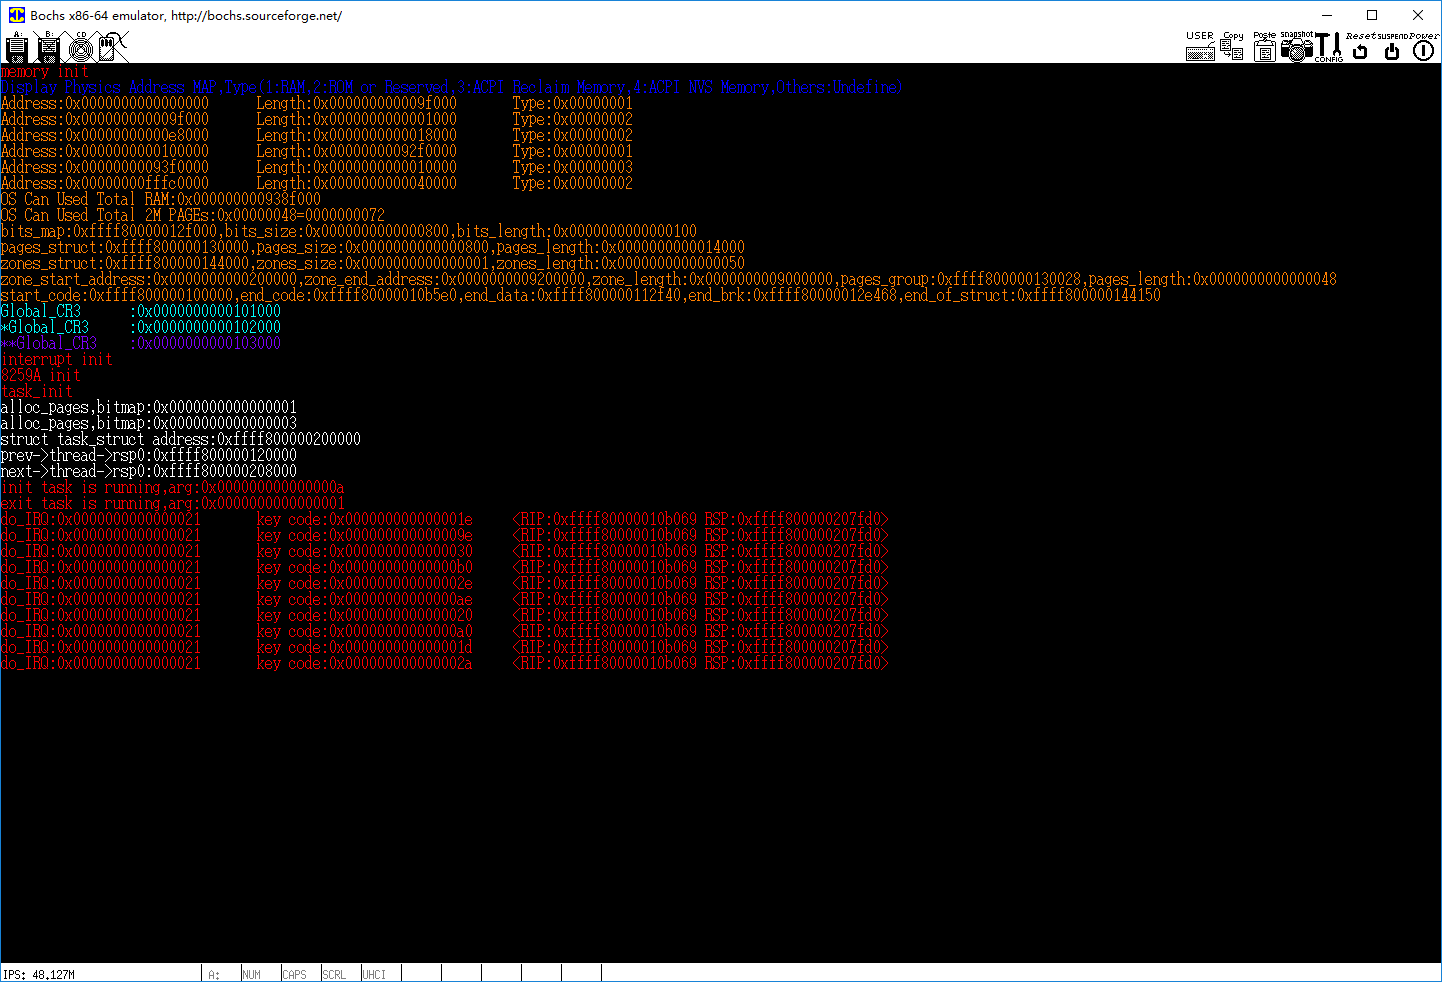 Bochs x86-64 emulator, http://bochs.sourceforge.net/
A: B: CD USER Copy Poste snapshot CONFIG Reset SUSPEND Power
memory init
Display Physics Address MAP,Type(1:RAM,2:ROM or Reserved,3:ACPI Reclaim Memory,4:ACPI NVS Memory,Others:Undefine)
Address:0x0000000000000000 Length:0x000000000009f000 Type:0x00000001
Address:0x000000000009f000 Length:0x0000000000001000 Type:0x00000002
Address:0x00000000000e8000 Length:0x0000000000018000 Type:0x00000002
Address:0x0000000000100000 Length:0x00000000092f0000 Type:0x00000001
Address:0x00000000093f0000 Length:0x0000000000010000 Type:0x00000003
Address:0x00000000fffc0000 Length:0x0000000000040000 Type:0x00000002
OS Can Used Total RAM:0x000000000938f000
OS Can Used Total 2M PAGEs:0x00000048=0000000072
bits_map:0xffff80000012f000,bits_size:0x0000000000000800,bits_length:0x0000000000000100
pages_struct:0xffff800000130000,pages_size:0x0000000000000800,pages_length:0x0000000000014000
zones_struct:0xffff800000144000,zones_size:0x0000000000000001,zones_length:0x0000000000000050
zone_start_address:0x0000000000200000,zone_end_address:0x0000000009200000,zone_length:0x0000000009000000,pages_group:0xffff800000130028,pages_length:0x0000000000000048
start_code:0xffff800000100000,end_code:0xffff80000010b5e0,end_data:0xffff800000112f40,end_brk:0xffff80000012e468,end_of_struct:0xffff800000144150
Global_CR3 :0x0000000000101000
*Global_CR3 :0x0000000000102000
**Global_CR3 :0x0000000000103000
interrupt init
8259A init
task_init
alloc_pages,bitmap:0x0000000000000001
alloc_pages,bitmap:0x0000000000000003
struct task_struct address:0xffff800000200000
prev->thread->rsp0:0xffff800000120000
next->thread->rsp0:0xffff800000208000
init task is running,arg:0x000000000000000a
exit task is running,arg:0x0000000000000001
do_IRQ:0x0000000000000021 key code:0x000000000000001e <RIP:0xffff80000010b069 RSP:0xffff800000207fd0>
do_IRQ:0x0000000000000021 key code:0x000000000000009e <RIP:0xffff80000010b069 RSP:0xffff800000207fd0>
do_IRQ:0x0000000000000021 key code:0x0000000000000030 <RIP:0xffff80000010b069 RSP:0xffff800000207fd0>
do_IRQ:0x0000000000000021 key code:0x00000000000000b0 <RIP:0xffff80000010b069 RSP:0xffff800000207fd0>
do_IRQ:0x0000000000000021 key code:0x000000000000002e <RIP:0xffff80000010b069 RSP:0xffff800000207fd0>
do_IRQ:0x0000000000000021 key code:0x00000000000000ae <RIP:0xffff80000010b069 RSP:0xffff800000207fd0>
do_IRQ:0x0000000000000021 key code:0x0000000000000020 <RIP:0xffff80000010b069 RSP:0xffff800000207fd0>
do_IRQ:0x0000000000000021 key code:0x00000000000000a0 <RIP:0xffff80000010b069 RSP:0xffff800000207fd0>
do_IRQ:0x0000000000000021 key code:0x000000000000001d <RIP:0xffff80000010b069 RSP:0xffff800000207fd0>
do_IRQ:0x0000000000000021 key code:0x000000000000002a <RIP:0xffff80000010b069 RSP:0xffff800000207fd0>
IPS: 48.127M A: NUM CAPS SCRL UHCI